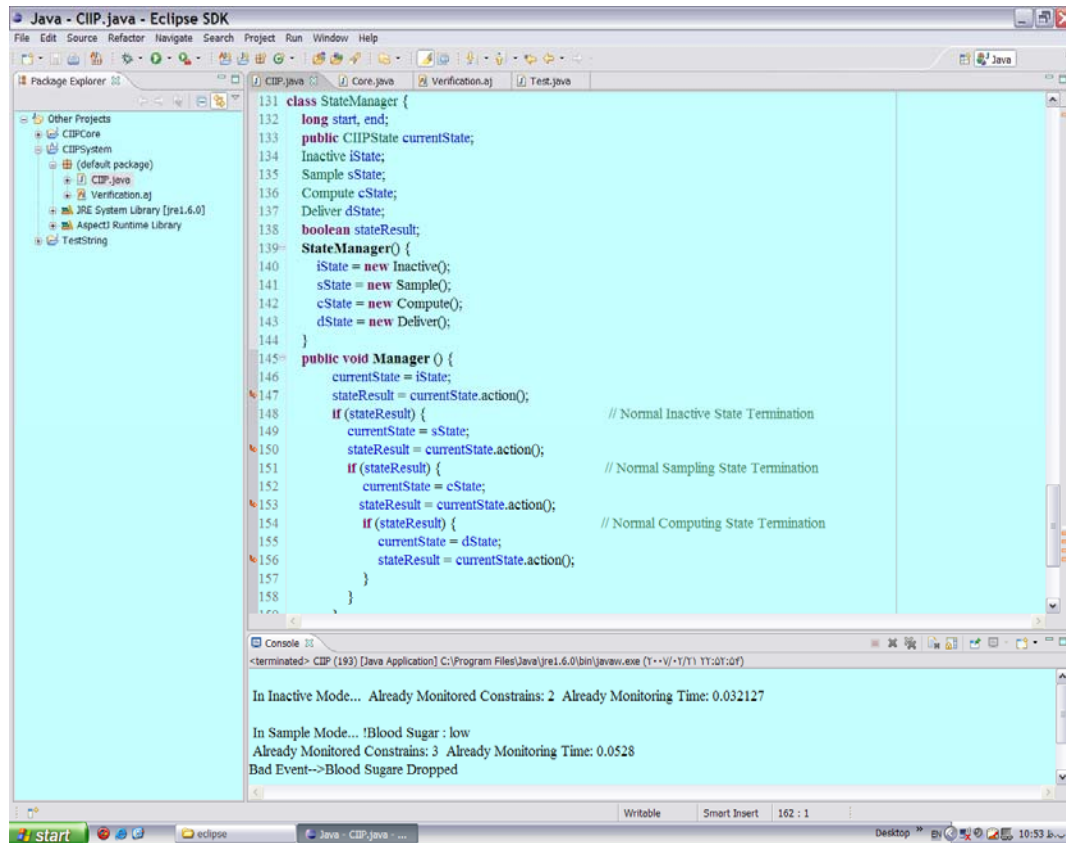 Java - CIIP.java - Eclipse SDK
File Edit Source Refactor Navigate Search Project Run Window Help
Java
Package Explorer
CIIP.java Core.java Verification.aj Test.java
Other Projects
CIIPCore
CIIPSystem
(default package)
CIIP.java
Verification.aj
JRE System Library [jre1.6.0]
AspectJ Runtime Library
TestString
131 class StateManager {
132 long start, end;
133 public CIIPState currentState;
134 Inactive iState;
135 Sample sState;
136 Compute cState;
137 Deliver dState;
138 boolean stateResult;
139 StateManager() {
140 iState = new Inactive();
141 sState = new Sample();
142 cState = new Compute();
143 dState = new Deliver();
144 }
145 public void Manager () {
146 currentState = iState;
147 stateResult = currentState.action();
148 if (stateResult) { // Normal Inactive State Termination
149 currentState = sState;
150 stateResult = currentState.action();
151 if (stateResult) { // Normal Sampling State Termination
152 currentState = cState;
153 stateResult = currentState.action();
154 if (stateResult) { // Normal Computing State Termination
155 currentState = dState;
156 stateResult = currentState.action();
157 }
158 }
159 }
Console
<terminated> CIIP (193) [Java Application] C:\Program Files\Java\jre1.6.0\bin\javaw.exe (٢٠٠٧/٠٢/٢١ ٢٢:٥٢:٥٤)
In Inactive Mode... Already Monitored Constrains: 2 Already Monitoring Time: 0.032127
In Sample Mode... !Blood Sugar : low
Already Monitored Constrains: 3 Already Monitoring Time: 0.0528
Bad Event-->Blood Sugare Dropped
Writable Smart Insert 162 : 1
start eclipse Java - CIIP.java - ... Desktop » EN 10:53